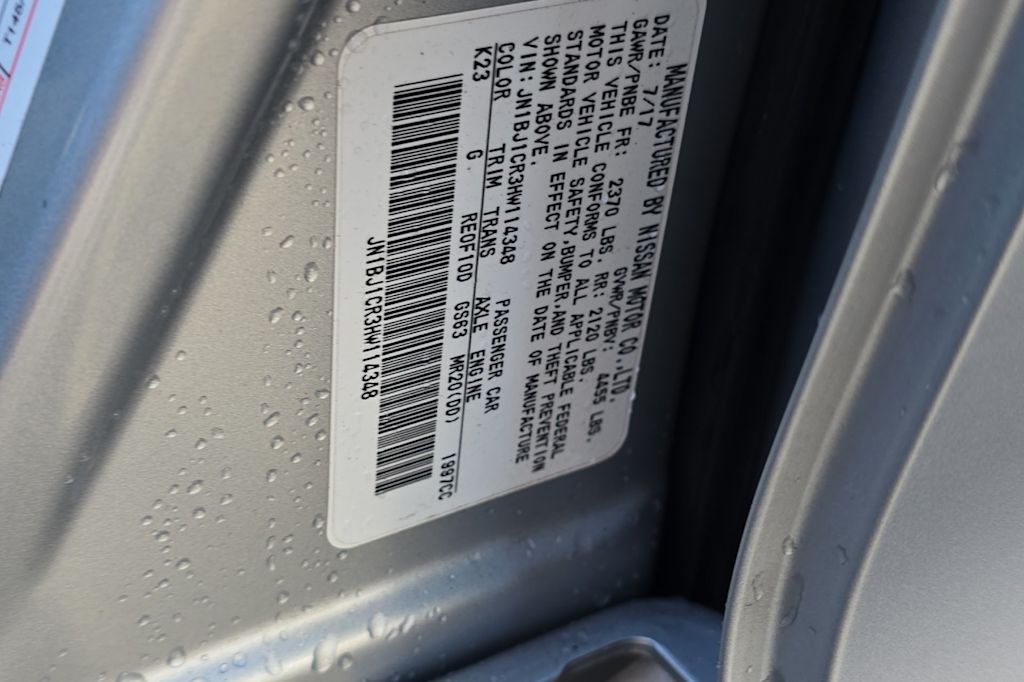 MANUFACTURED BY NISSAN MOTOR CO.,LTD.
DATE: 7/17 GVWR/PNBV: 4455 LBS.
GAWR/PNBE FR: 2370 LBS. RR: 2120 LBS.
THIS VEHICLE CONFORMS TO ALL APPLICABLE FEDERAL
MOTOR VEHICLE SAFETY,BUMPER,AND THEFT PREVENTION
STANDARDS IN EFFECT ON THE DATE OF MANUFACTURE
SHOWN ABOVE.
VIN: JN1BJ1CR3HW114348 PASSENGER CAR
COLOR TRIM TRANS AXLE ENGINE
K23 G REOF10D GS63 MR20(DD) 1997CC
JN1BJ1CR3HW114348